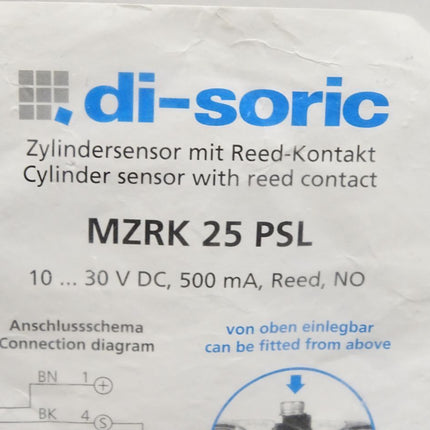 di-soric
Zylindersensor mit Reed-Kontakt
Cylinder sensor with reed contact
MZRK 25 PSL
10 ... 30 V DC, 500 mA, Reed, NO
Anschlussschema
Connection diagram
von oben einlegbar
can be fitted from above
BN 1 +
BK 4 S